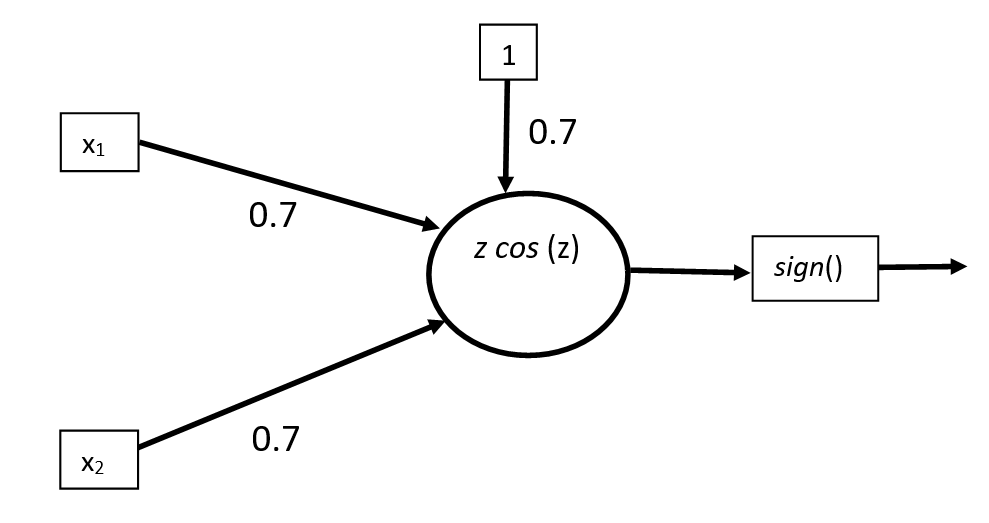 1
0.7
x₁
0.7
z cos (z)
sign()
0.7
x₂